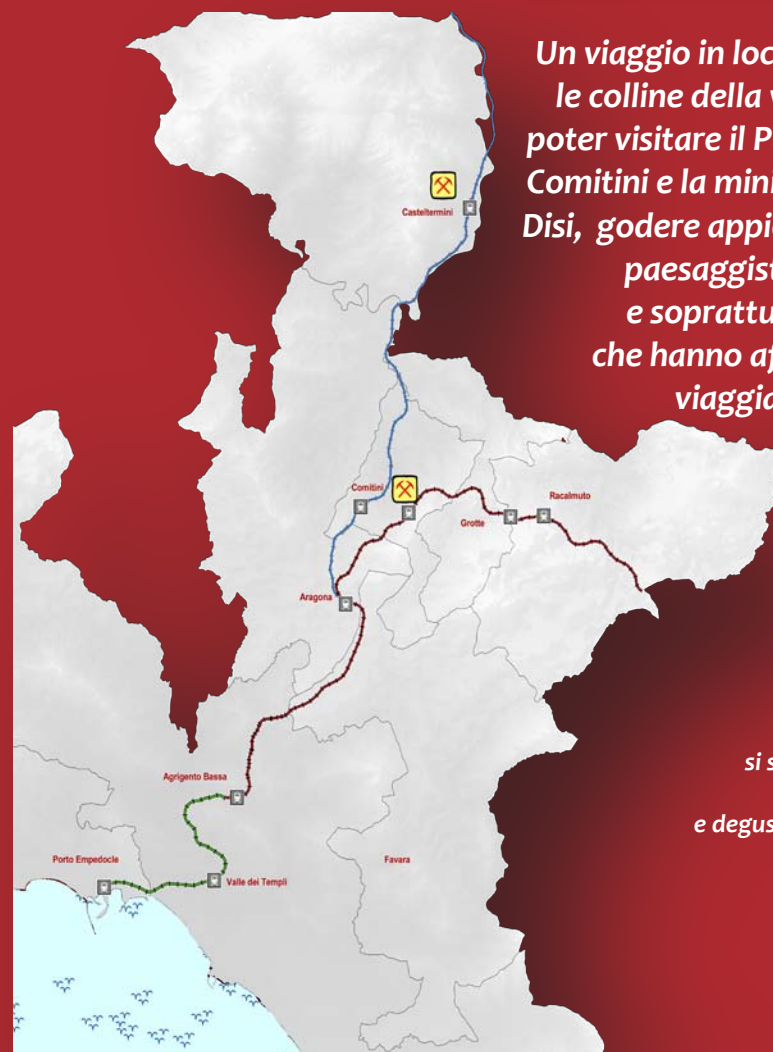 Un viaggio in loc
le colline della v
poter visitare il P
Comitini e la mini
Disi, godere appie
paesaggist
e soprattu
che hanno af
viaggia
Casteltermini
Comitini
Grotte
Racalmuto
Aragona
si s
Agrigento Bassa
e degus
Porto Empedocle
Valle dei Templi
Favara